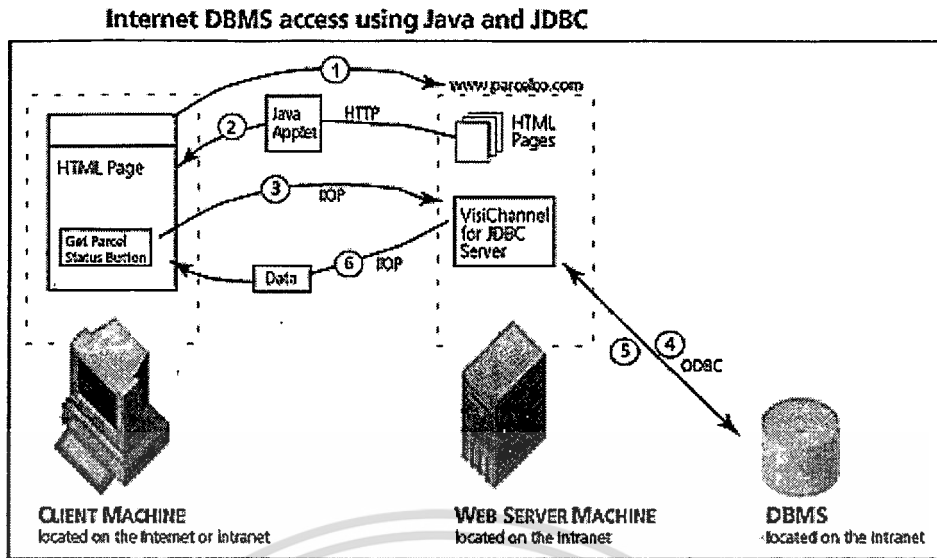 Internet DBMS access using Java and JDBC
1
www.parcelco.com
2
Java
Applet
HTTP
HTML
Pages
HTML Page
3
IIOP
VisiChannel
for JDBC
Server
Get Parcel
Status Button
Data
6
IIOP
5
4
ODBC
CLIENT MACHINE
located on the Internet or Intranet
WEB SERVER MACHINE
located on the Intranet
DBMS
located on the Intranet